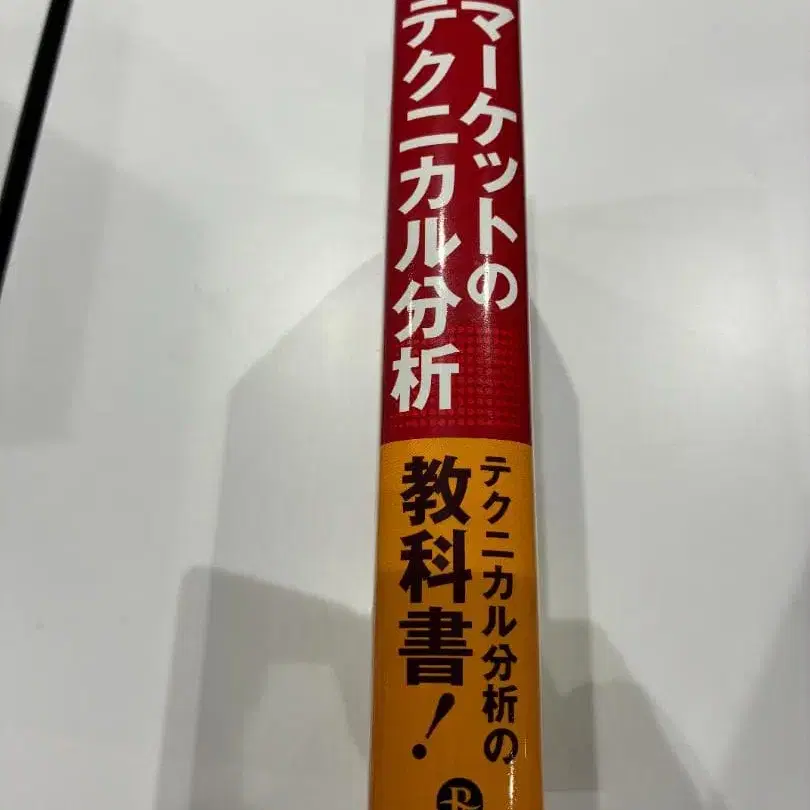 マーケットの
テクニカル分析
テクニカル分析の
教科書！